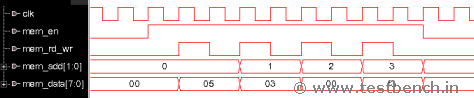 clk
mem_en
mem_rd_wr
mem_add[1:0] 0 1 2 3
mem_data[7:0] 00 05 03 00
www.testbench.in